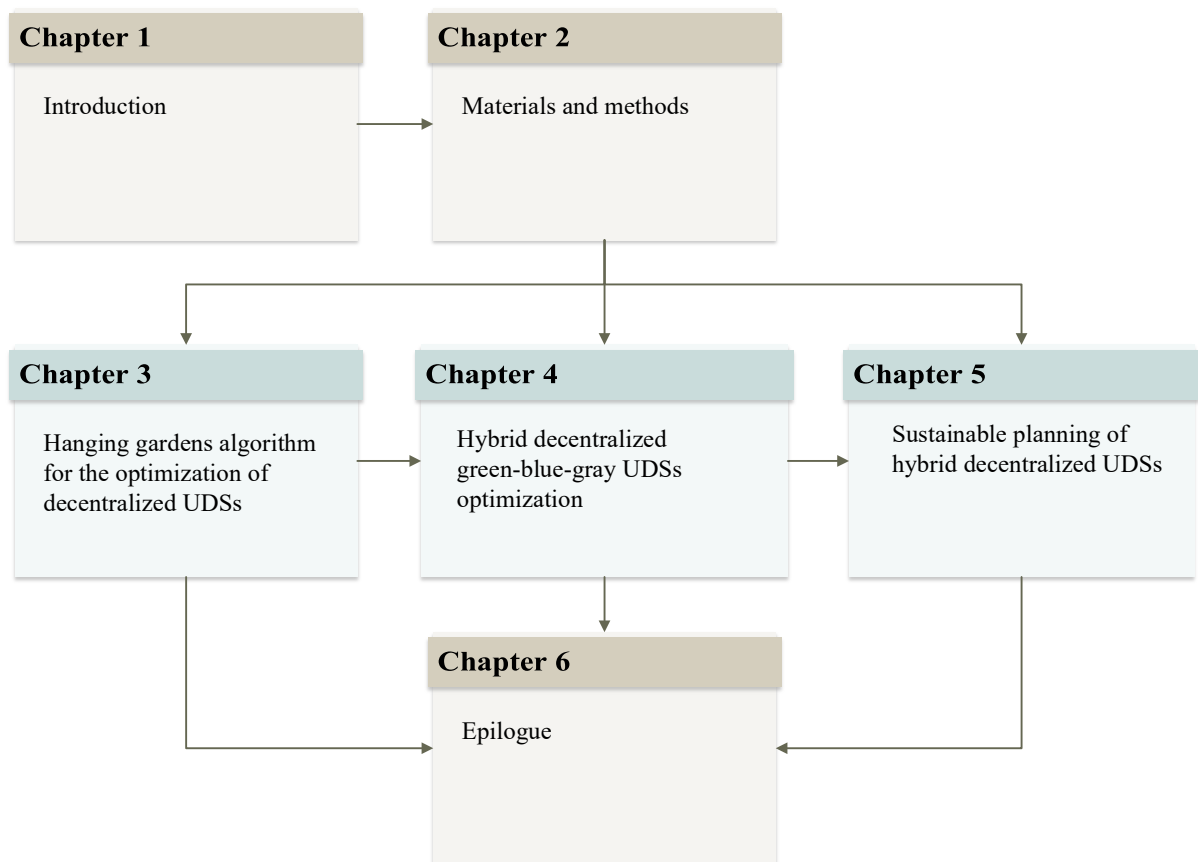 Chapter 1
Introduction
Chapter 2
Materials and methods
Chapter 3
Hanging gardens algorithm
for the optimization of
decentralized UDSs
Chapter 4
Hybrid decentralized
green-blue-gray UDSs
optimization
Chapter 5
Sustainable planning of
hybrid decentralized UDSs
Chapter 6
Epilogue